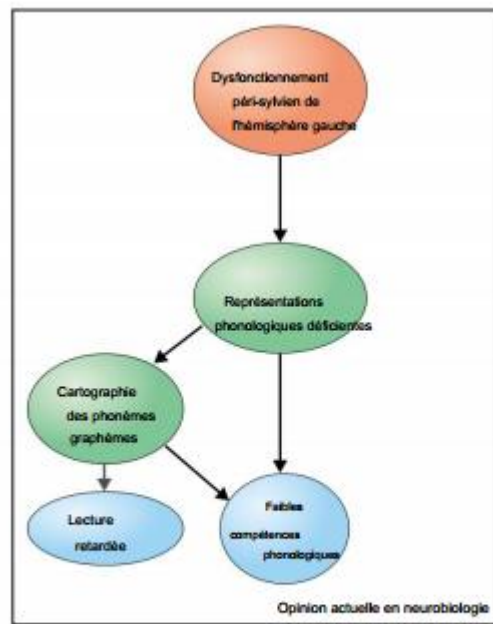 Dysfonctionnement
péri-sylvien de
l'hémisphère gauche
Représentations
phonologiques déficientes
Cartographie
des phonèmes
graphèmes
Lecture
retardée
Faibles
compétences
phonologiques
Opinion actuelle en neurobiologie